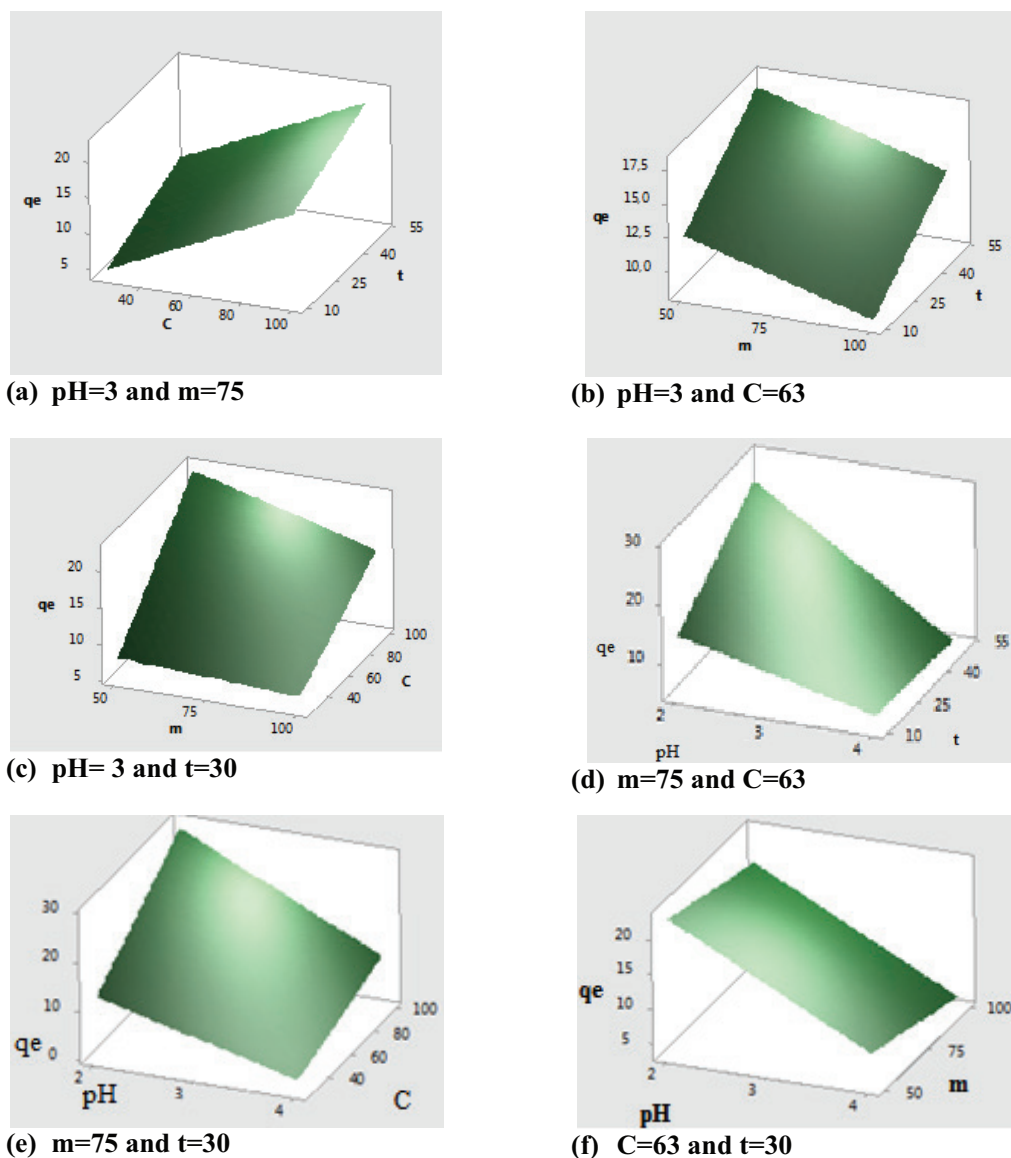 20
15
qe
10
5
40
60
C
80
100
10
25
t
40
55
(a) pH=3 and m=75
17,5
15,0
qe
12,5
10,0
50
75
m
100
10
25
t
40
55
(b) pH=3 and C=63
20
qe
15
10
5
50
75
m
100
40
60
C
80
100
(c) pH= 3 and t=30
30
20
qe
10
2
pH
3
4
10
t
25
40
55
(d) m=75 and C=63
30
20
10
qe
0
2
pH
3
4
C
40
60
80
100
(e) m=75 and t=30
20
15
qe
10
5
2
pH
3
4
50
m
75
100
(f) C=63 and t=30